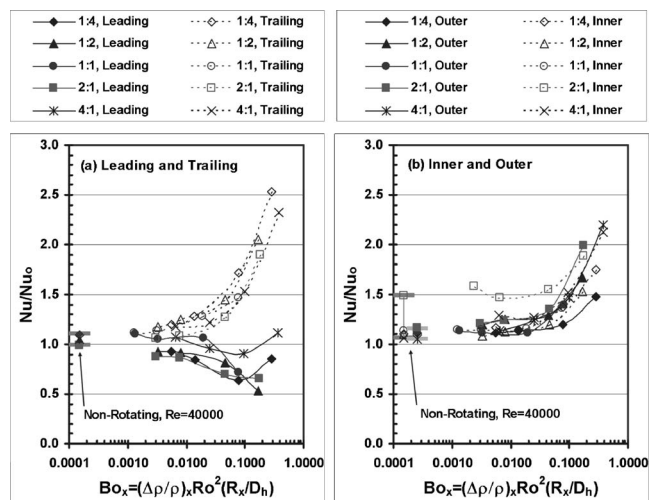 1:4, Leading 1:4, Trailing
1:2, Leading 1:2, Trailing
1:1, Leading 1:1, Trailing
2:1, Leading 2:1, Trailing
4:1, Leading 4:1, Trailing
1:4, Outer 1:4, Inner
1:2, Outer 1:2, Inner
1:1, Outer 1:1, Inner
2:1, Outer 2:1, Inner
4:1, Outer 4:1, Inner
Nu/Nu₀
3.0
2.5
2.0
1.5
1.0
0.5
0.0
(a) Leading and Trailing
Non-Rotating, Re=40000
0.0001 0.0010 0.0100 0.1000 1.0000
Boₓ=(Δρ/ρ)ₓRo²(Rₓ/Dₕ)
Nu/Nu₀
3.0
2.5
2.0
1.5
1.0
0.5
0.0
(b) Inner and Outer
Non-Rotating, Re=40000
0.0001 0.0010 0.0100 0.1000 1.0000
Boₓ=(Δρ/ρ)ₓRo²(Rₓ/Dₕ)